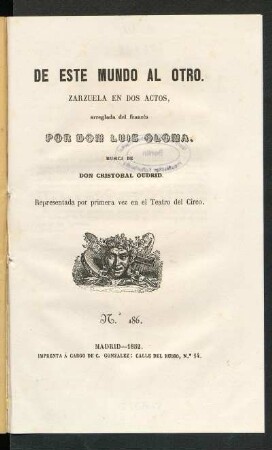 DE ESTE MUNDO AL OTRO.
ZARZUELA EN DOS ACTOS,
arreglada del francés
POR DON LUIS OLONA.
MUSICA DE
DON CRISTOBAL OUDRID.
Representada por primera vez en el Teatro del Circo.
N.º 186.
MADRID—1852.
IMPRENTA Á CARGO DE C. GONZALEZ: CALLE DEL RUBIO, N.º 14.